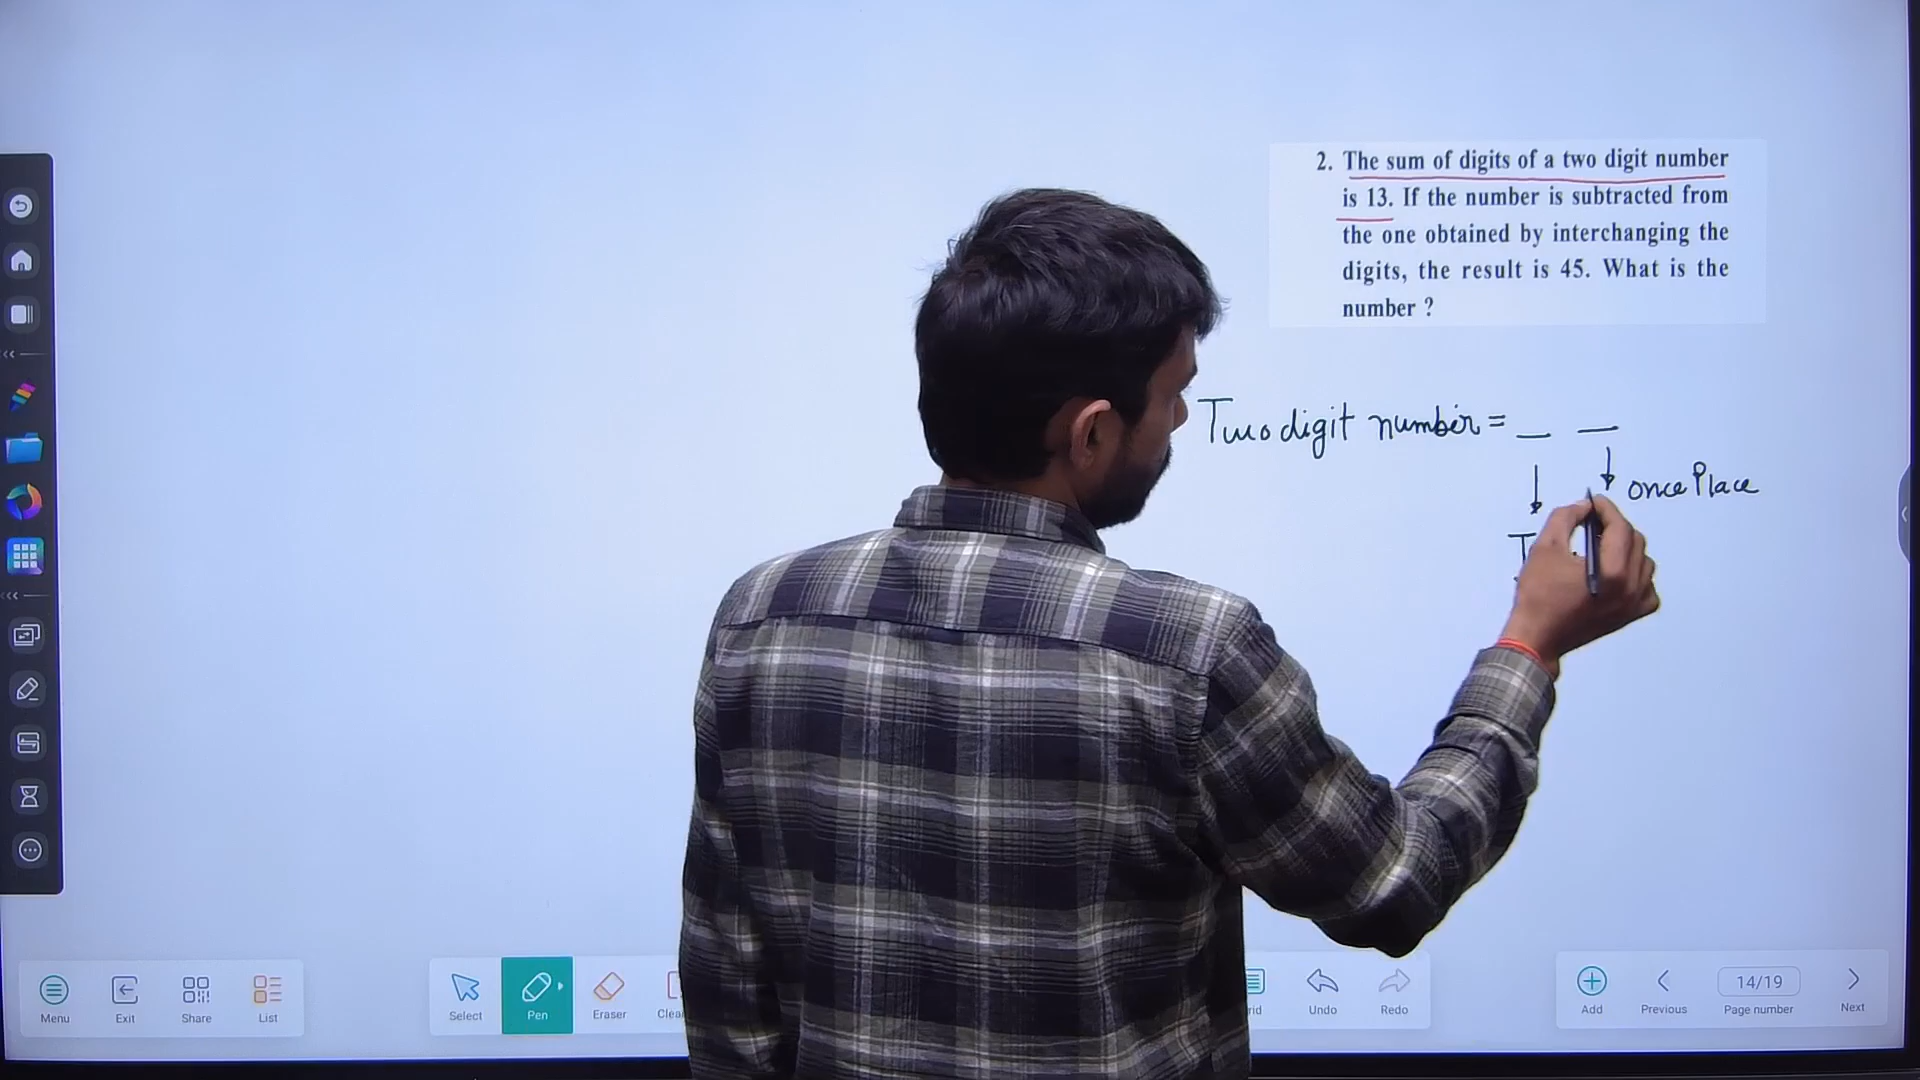 2. The sum of digits of a two digit number
is 13. If the number is subtracted from
the one obtained by interchanging the
digits, the result is 45. What is the
number ?
Two digit number = _ _
once Place
Menu
Exit
Share
List
Select
Pen
Eraser
Undo
Redo
Add
Previous
14/19
Page number
Next